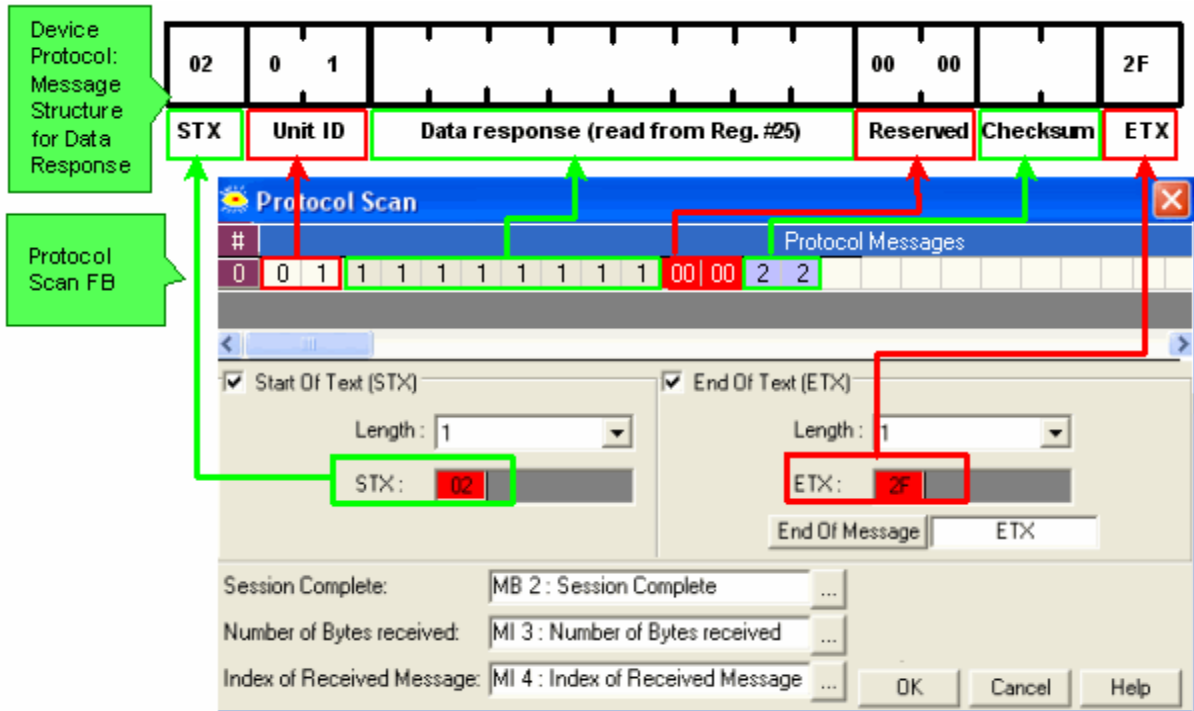 Device
Protocol:
Message
Structure
for Data
Response
02 0 1 00 00 2F
STX Unit ID Data response (read from Reg. #25) Reserved Checksum ETX
Protocol Scan
Protocol
Scan FB
# Protocol Messages
0 0 1 1 1 1 1 1 1 1 1 00 00 2 2
Start Of Text (STX) End Of Text (ETX)
Length : 1 Length : 1
STX : 02 ETX : 2F
End Of Message ETX
Session Complete: MB 2 : Session Complete ...
Number of Bytes received: MI 3 : Number of Bytes received ...
Index of Received Message: MI 4 : Index of Received Message ... OK Cancel Help